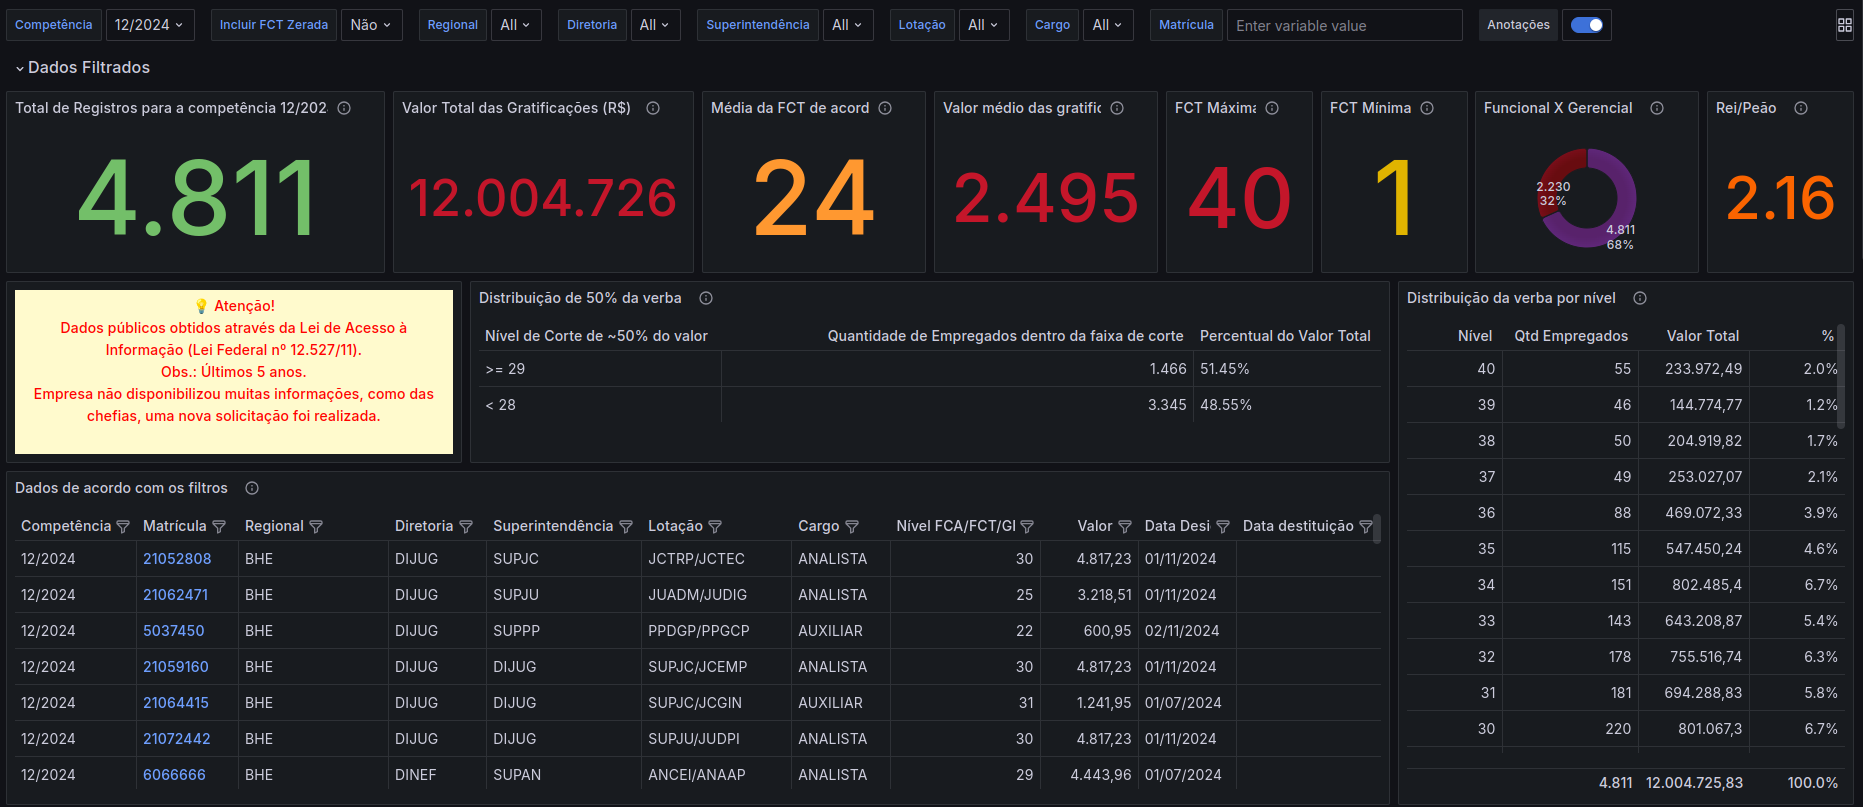 Competência 12/2024 Incluir FCT Zerada Não Regional All Diretoria All Superintendência All Lotação All Cargo All Matrícula Enter variable value Anotações
Dados Filtrados
Total de Registros para a competência 12/202 Valor Total das Gratificações (R$) Média da FCT de acord Valor médio das gratific FCT Máxima FCT Mínima Funcional X Gerencial Rei/Peão
4.811 12.004.726 24 2.495 40 1 2.16
2.230
32%
4.811
68%
💡 Atenção!
Dados públicos obtidos através da Lei de Acesso à
Informação (Lei Federal nº 12.527/11).
Obs.: Últimos 5 anos.
Empresa não disponibilizou muitas informações, como das
chefias, uma nova solicitação foi realizada.
Distribuição de 50% da verba
Nível de Corte de ~50% do valor Quantidade de Empregados dentro da faixa de corte Percentual do Valor Total
>= 29 1.466 51.45%
< 28 3.345 48.55%
Distribuição da verba por nível
Nível Qtd Empregados Valor Total %
40 55 233.972,49 2.0%
39 46 144.774,77 1.2%
38 50 204.919,82 1.7%
37 49 253.027,07 2.1%
36 88 469.072,33 3.9%
35 115 547.450,24 4.6%
34 151 802.485,4 6.7%
33 143 643.208,87 5.4%
32 178 755.516,74 6.3%
31 181 694.288,83 5.8%
30 220 801.067,3 6.7%
4.811 12.004.725,83 100.0%
Dados de acordo com os filtros
Competência Matrícula Regional Diretoria Superintendência Lotação Cargo Nível FCA/FCT/GI Valor Data Desi Data destituição
12/2024 21052808 BHE DIJUG SUPJC JCTRP/JCTEC ANALISTA 30 4.817,23 01/11/2024
12/2024 21062471 BHE DIJUG SUPJU JUADM/JUDIG ANALISTA 25 3.218,51 01/11/2024
12/2024 5037450 BHE DIJUG SUPPP PPDGP/PPGCP AUXILIAR 22 600,95 02/11/2024
12/2024 21059160 BHE DIJUG DIJUG SUPJC/JCEMP ANALISTA 30 4.817,23 01/11/2024
12/2024 21064415 BHE DIJUG DIJUG SUPJC/JCGIN AUXILIAR 31 1.241,95 01/07/2024
12/2024 21072442 BHE DIJUG DIJUG SUPJU/JUDPI ANALISTA 30 4.817,23 01/11/2024
12/2024 6066666 BHE DINEF SUPAN ANCEI/ANAAP ANALISTA 29 4.443,96 01/07/2024